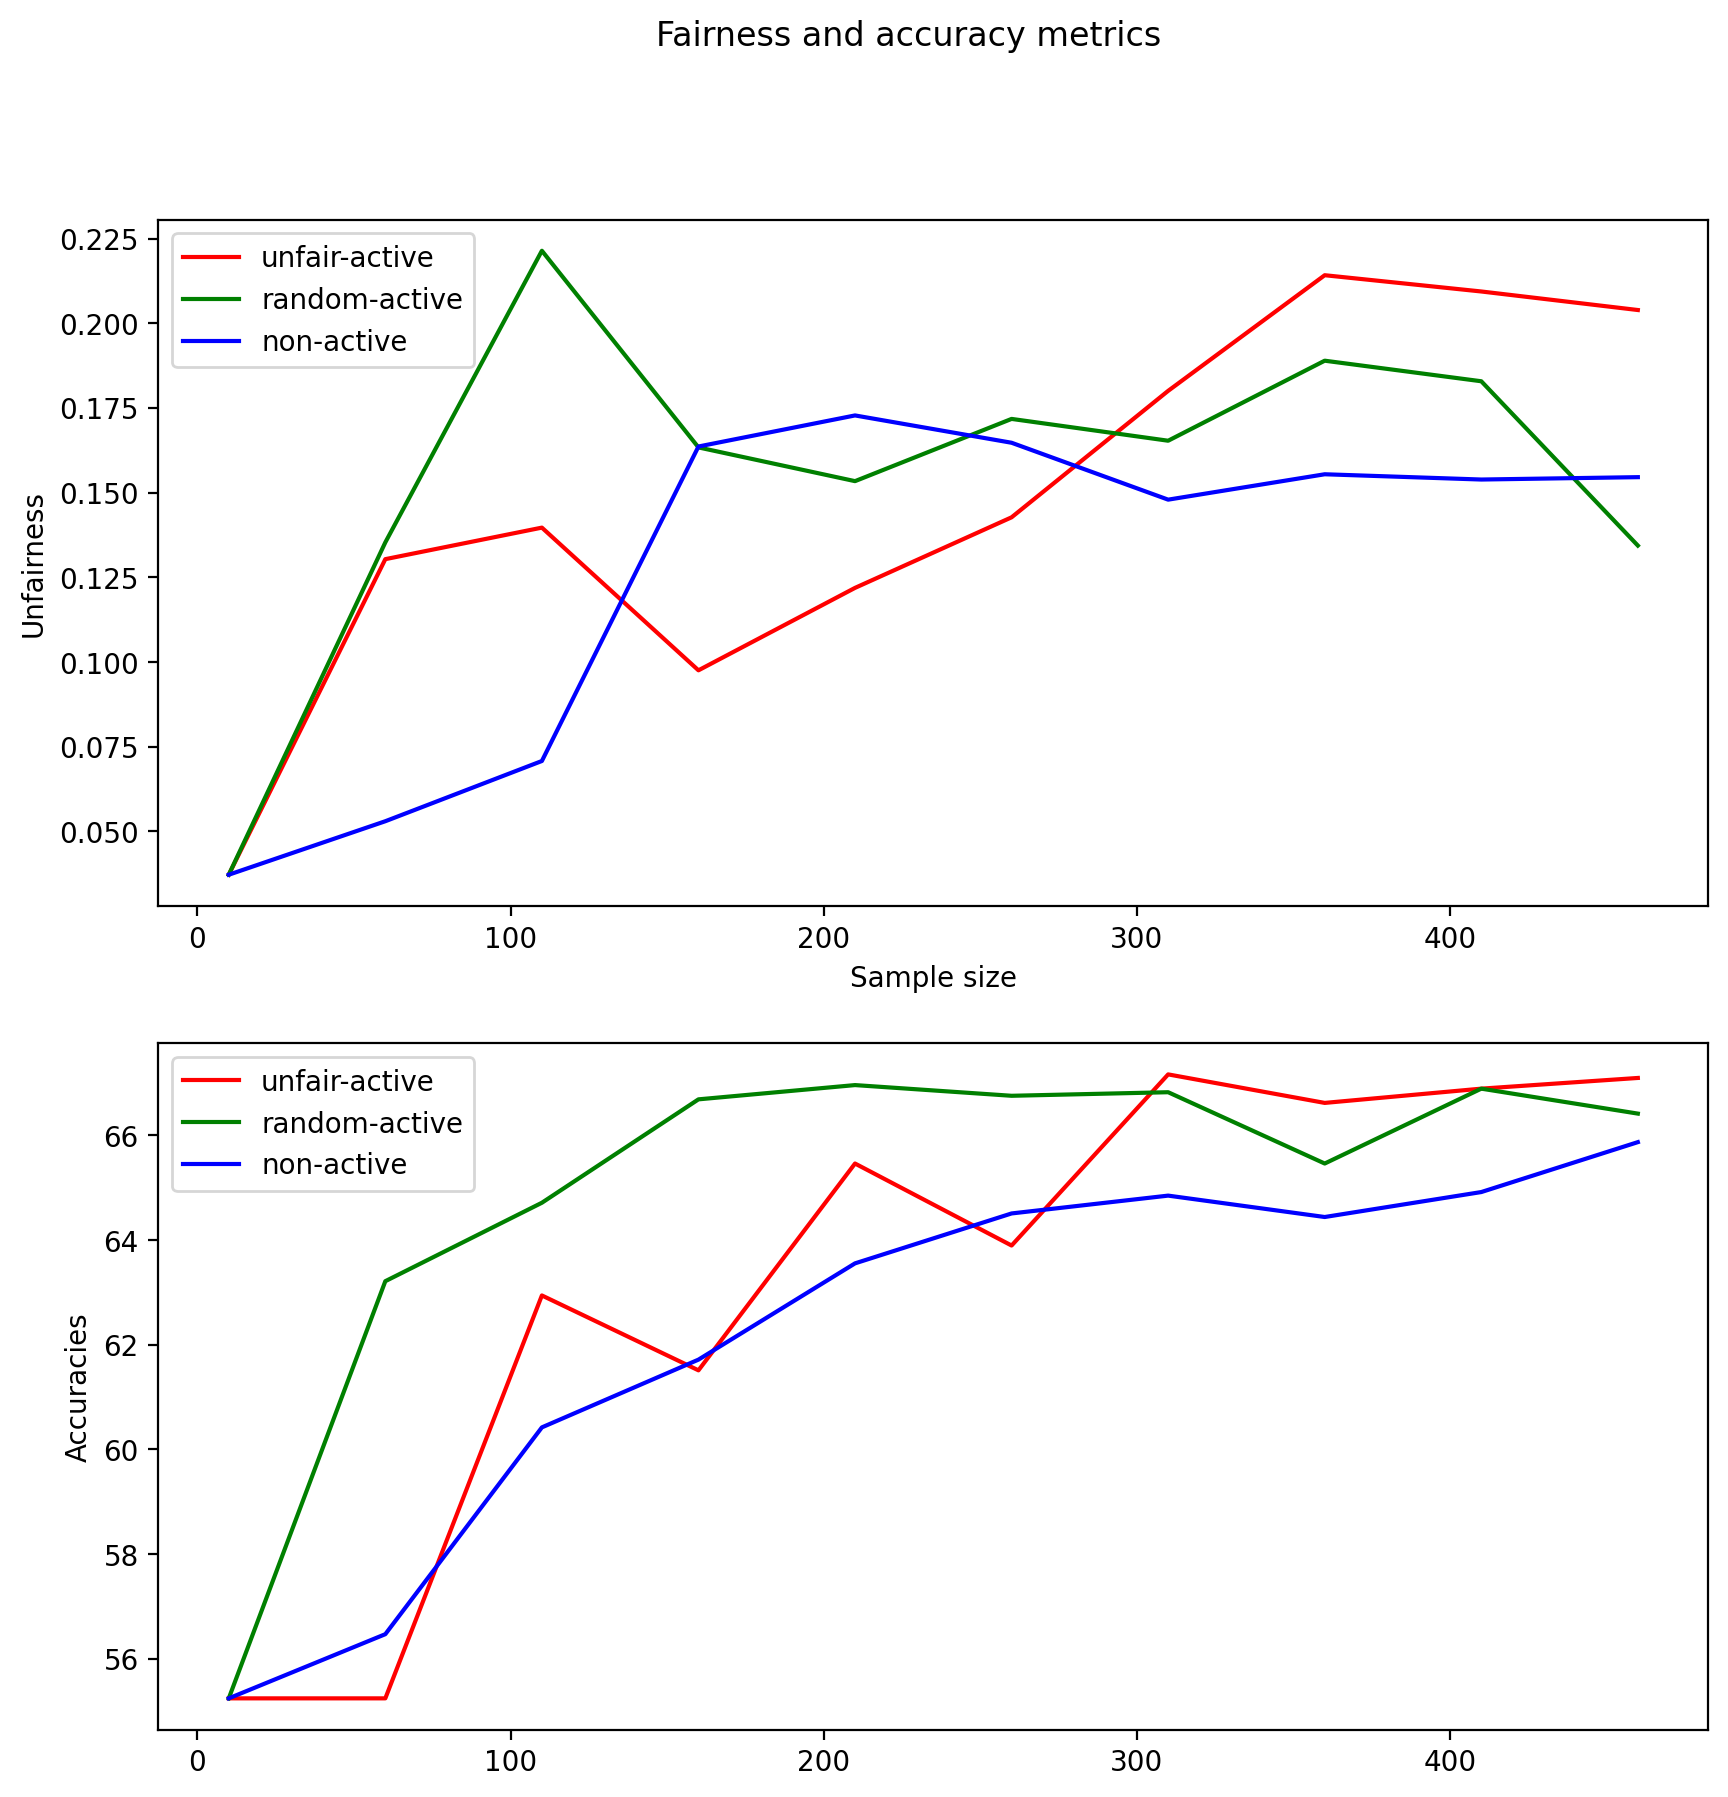 Fairness and accuracy metrics
0.225
0.200
0.175
0.150
0.125
0.100
0.075
0.050
Unfairness
unfair-active
random-active
non-active
0 100 200 300 400
Sample size
66
64
62
60
58
56
Accuracies
unfair-active
random-active
non-active
0 100 200 300 400